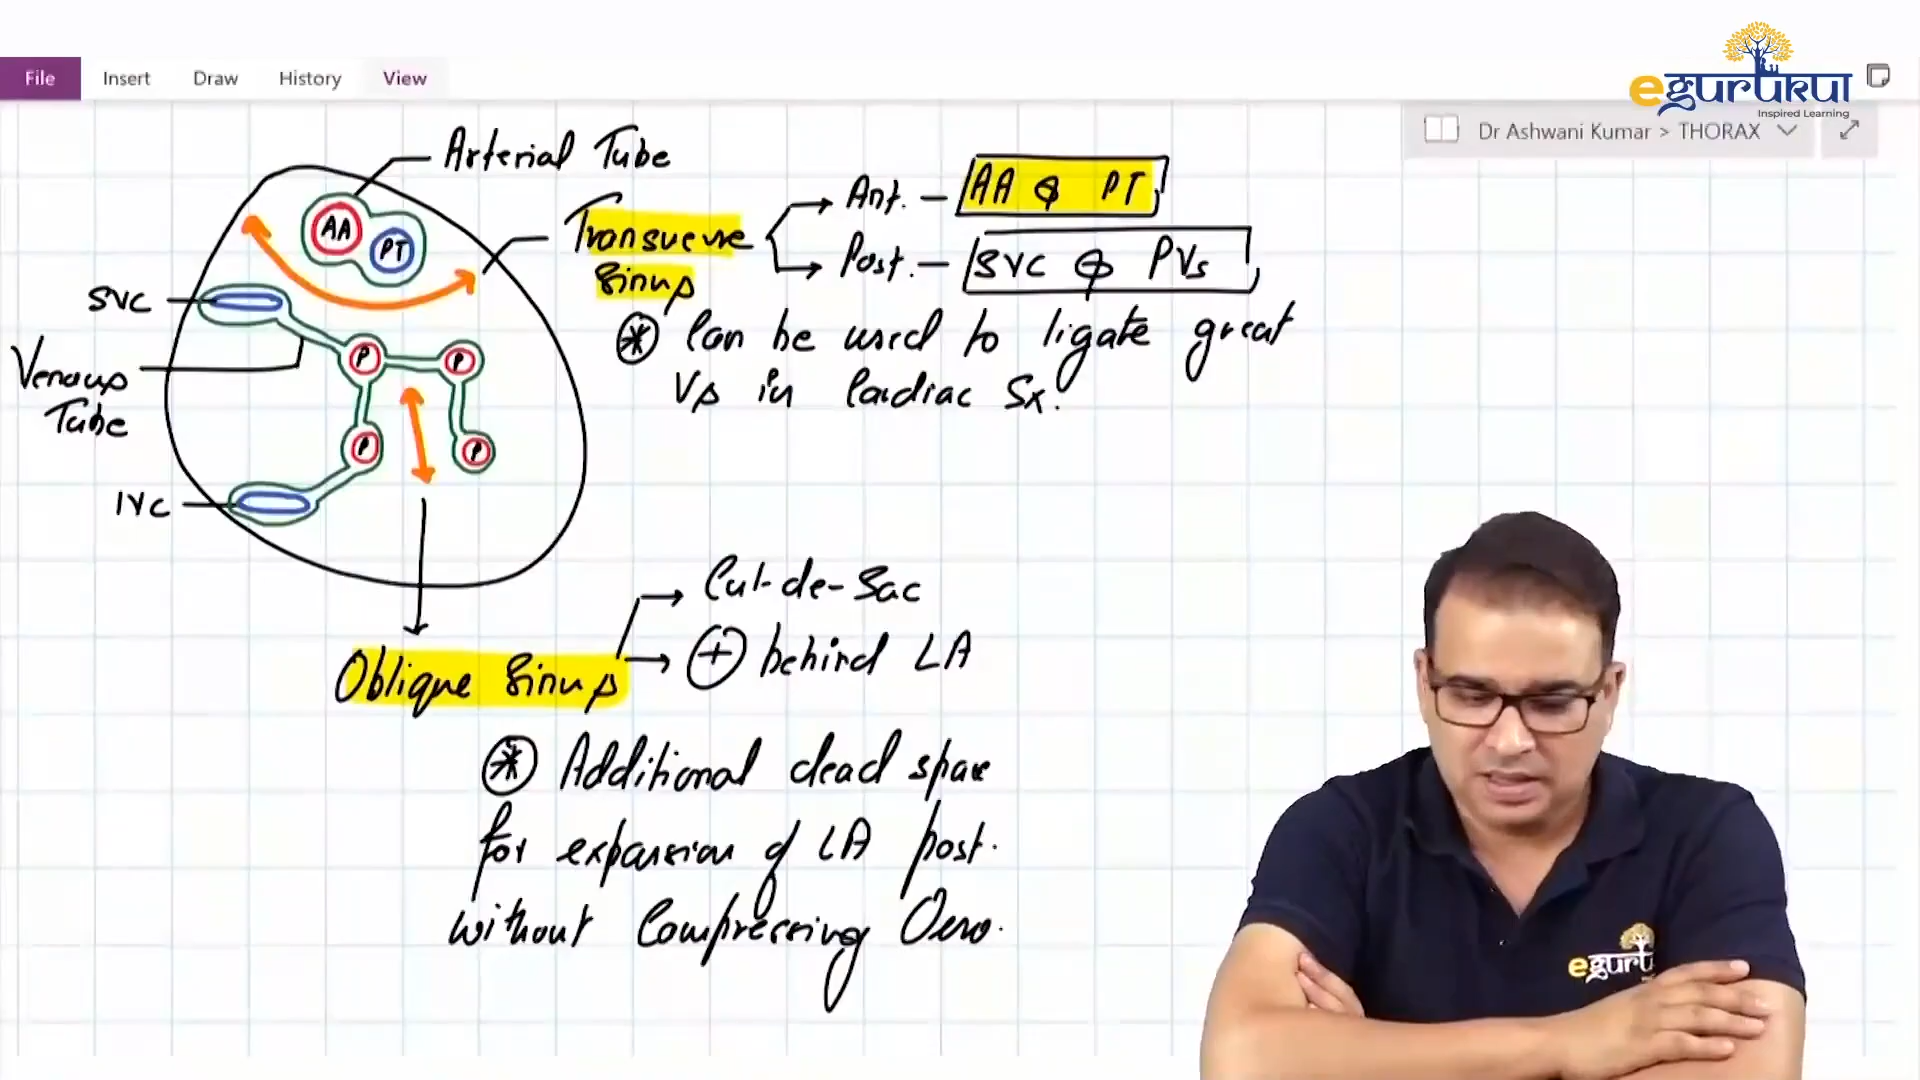 egurukul
Inspired Learning
File Insert Draw History View
Dr Ashwani Kumar > THORAX
Arterial Tube
AA
PT
Transverse
Sinus
Ant. – AA & PT
Post. – SVC & PVs
SVC
Venous
Tube
P P
P P
IVC
* Can be used to ligate great
Vs in Cardiac Sx.
Oblique Sinus
Cul-de-Sac
+ behind LA
* Additional dead space
for expansion of LA post.
without Compressing Oeso.
eguru